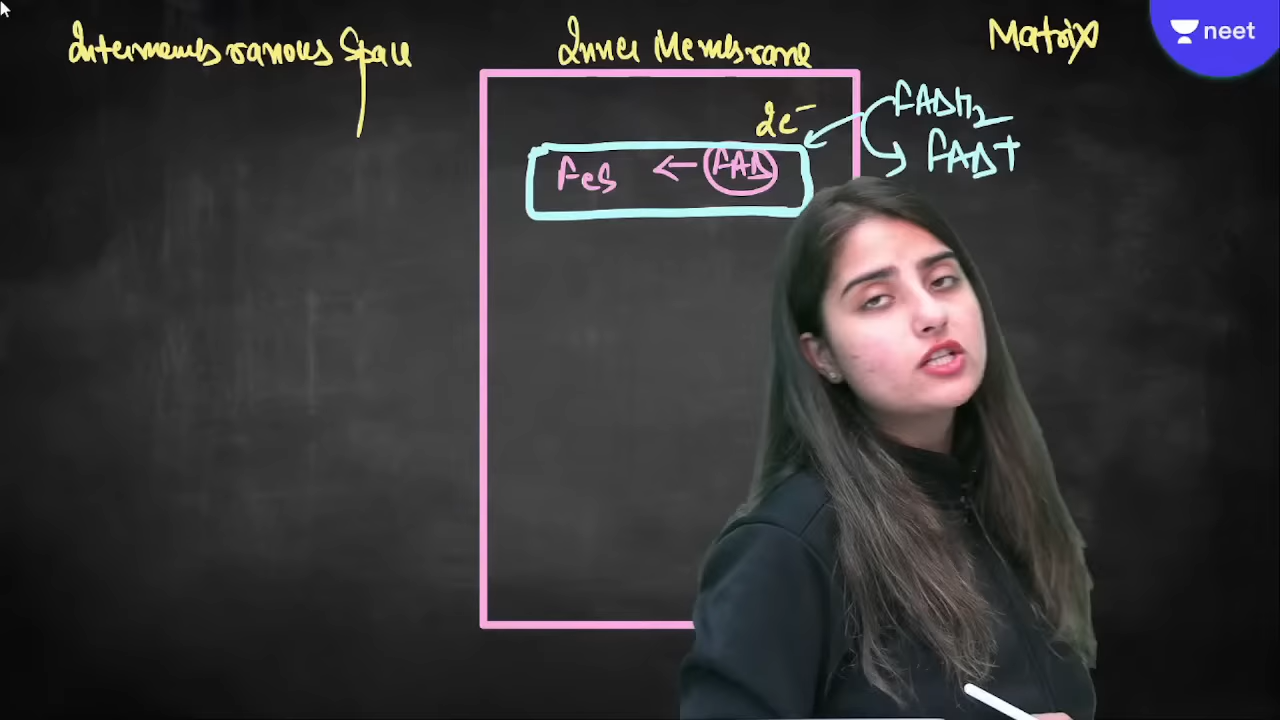 Intermembranous Space
Inner Membrane
Matrix
neet
2e⁻
FADH₂
FAD+
FeS ← FAD